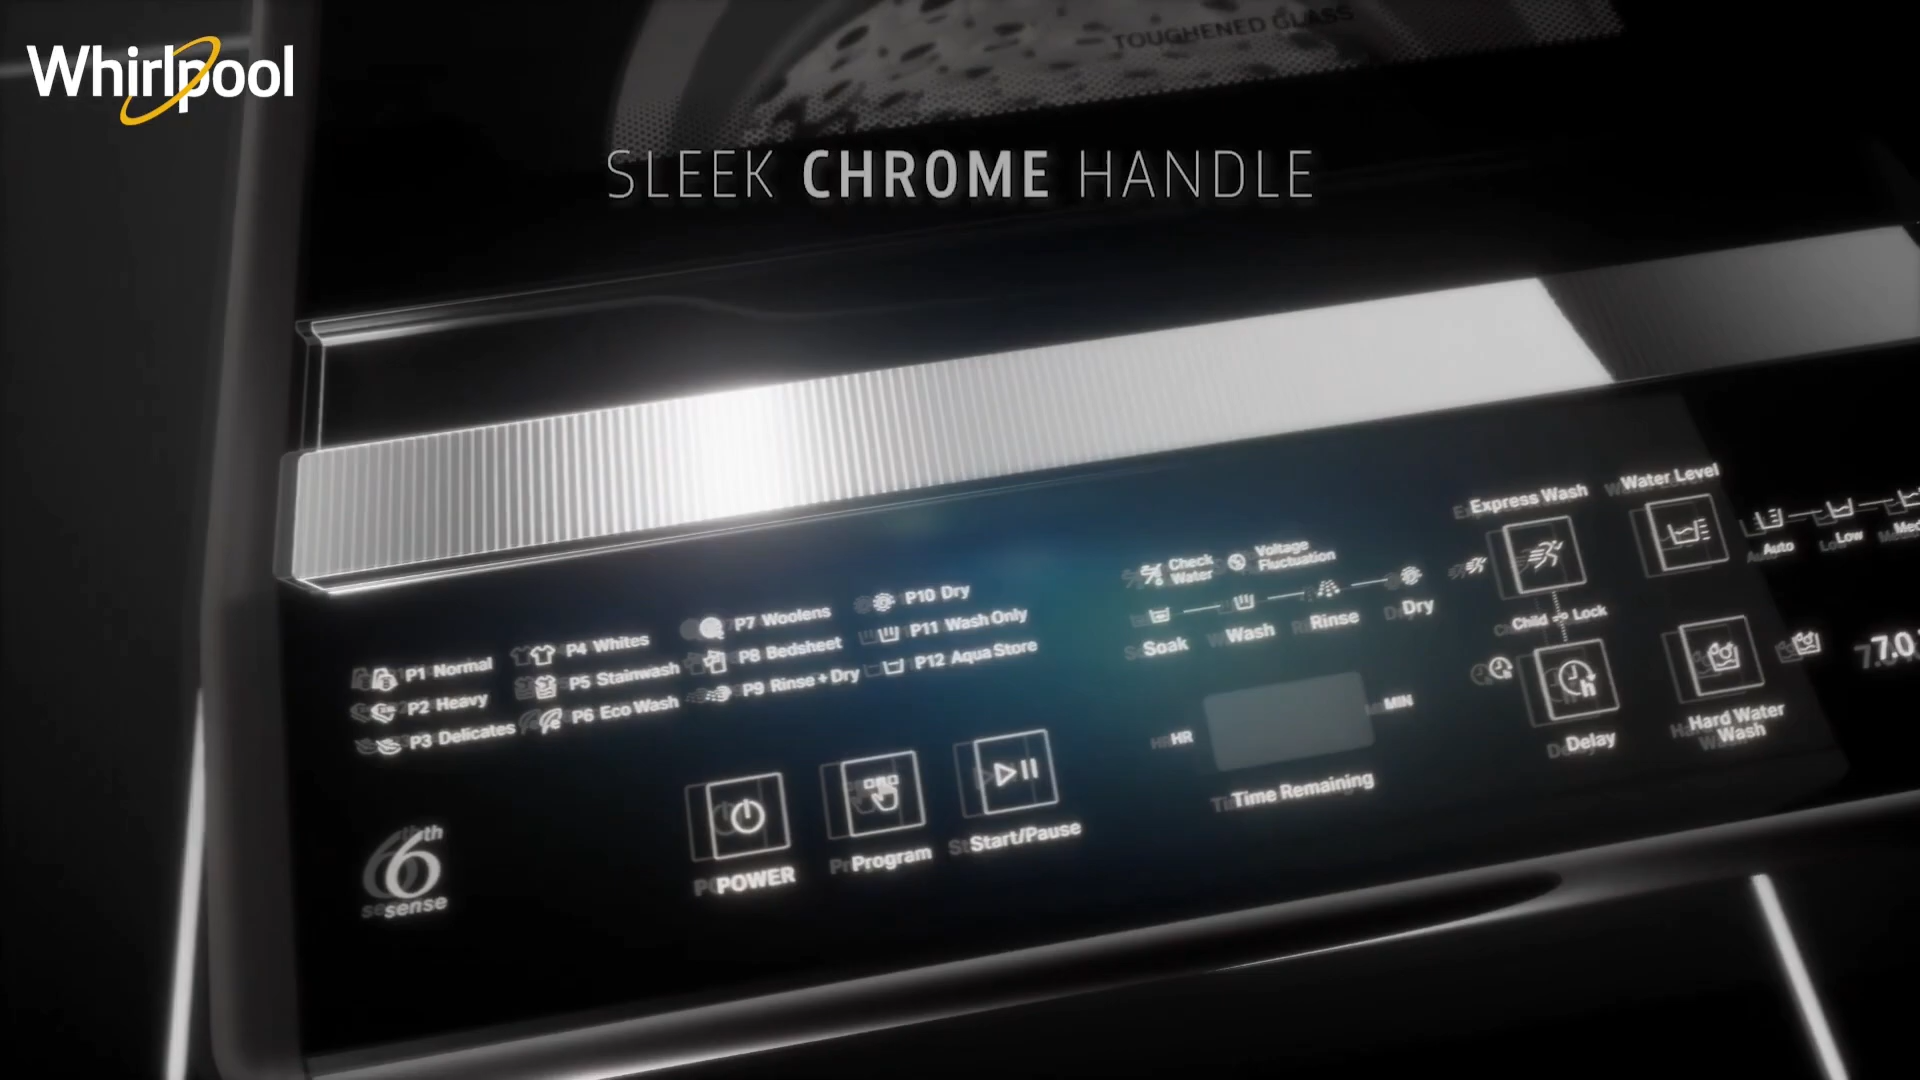 Whirlpool
TOUGHENED GLASS
SLEEK CHROME HANDLE
Express Wash
Water Level
Check Water
Voltage Fluctuation
Auto
Low
P1 Normal
P2 Heavy
P3 Delicates
P4 Whites
P5 Stainwash
P6 Eco Wash
P7 Woolens
P8 Bedsheet
P9 Rinse + Dry
P10 Dry
P11 Wash Only
P12 Aqua Store
Soak
Wash
Rinse
Dry
Child Lock
HR
MIN
Time Remaining
Delay
Hard Water
Wash
7.0
6th
sense
POWER
Program
Start/Pause